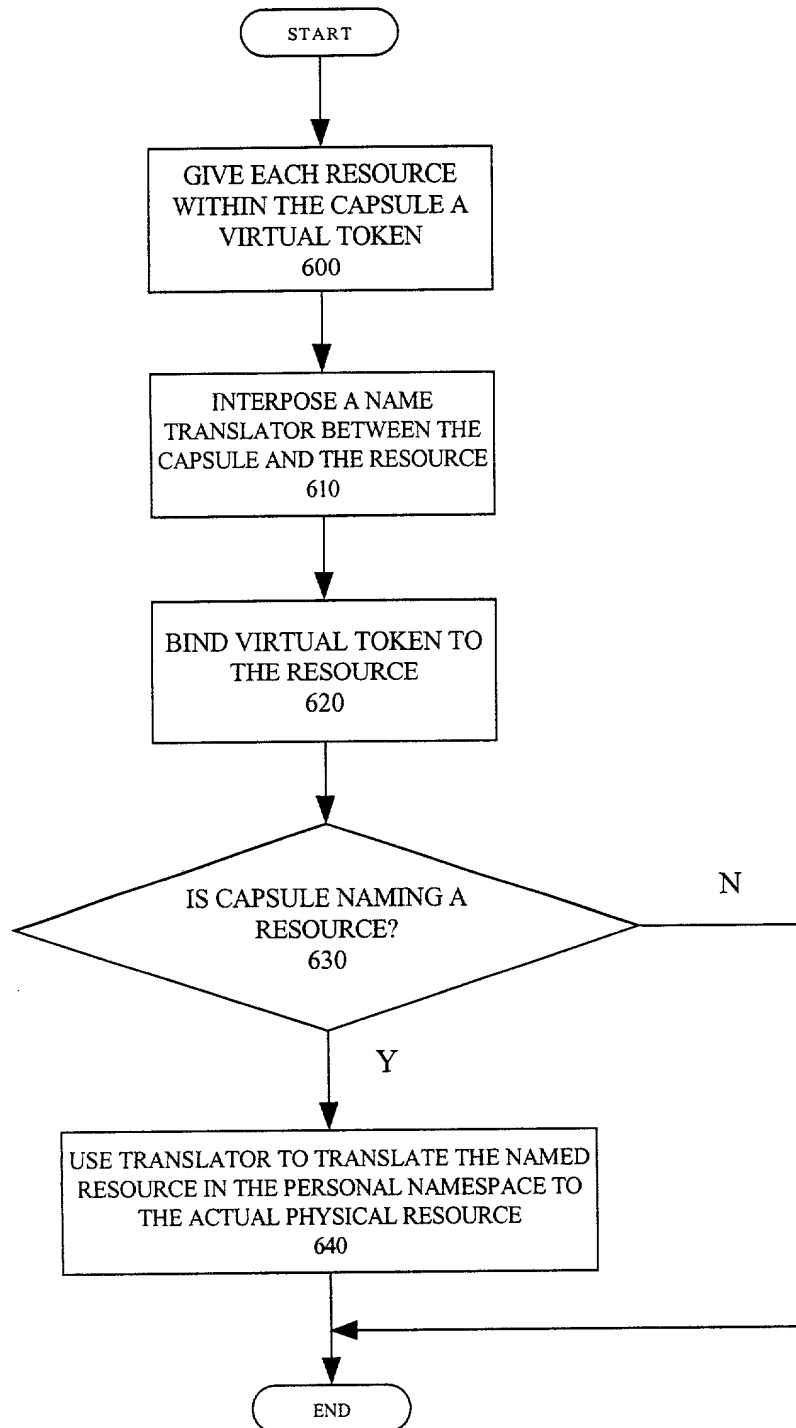 START
GIVE EACH RESOURCE
WITHIN THE CAPSULE A
VIRTUAL TOKEN
600
INTERPOSE A NAME
TRANSLATOR BETWEEN THE
CAPSULE AND THE RESOURCE
610
BIND VIRTUAL TOKEN TO
THE RESOURCE
620
IS CAPSULE NAMING A
RESOURCE?
630
N
Y
USE TRANSLATOR TO TRANSLATE THE NAMED
RESOURCE IN THE PERSONAL NAMESPACE TO
THE ACTUAL PHYSICAL RESOURCE
640
END